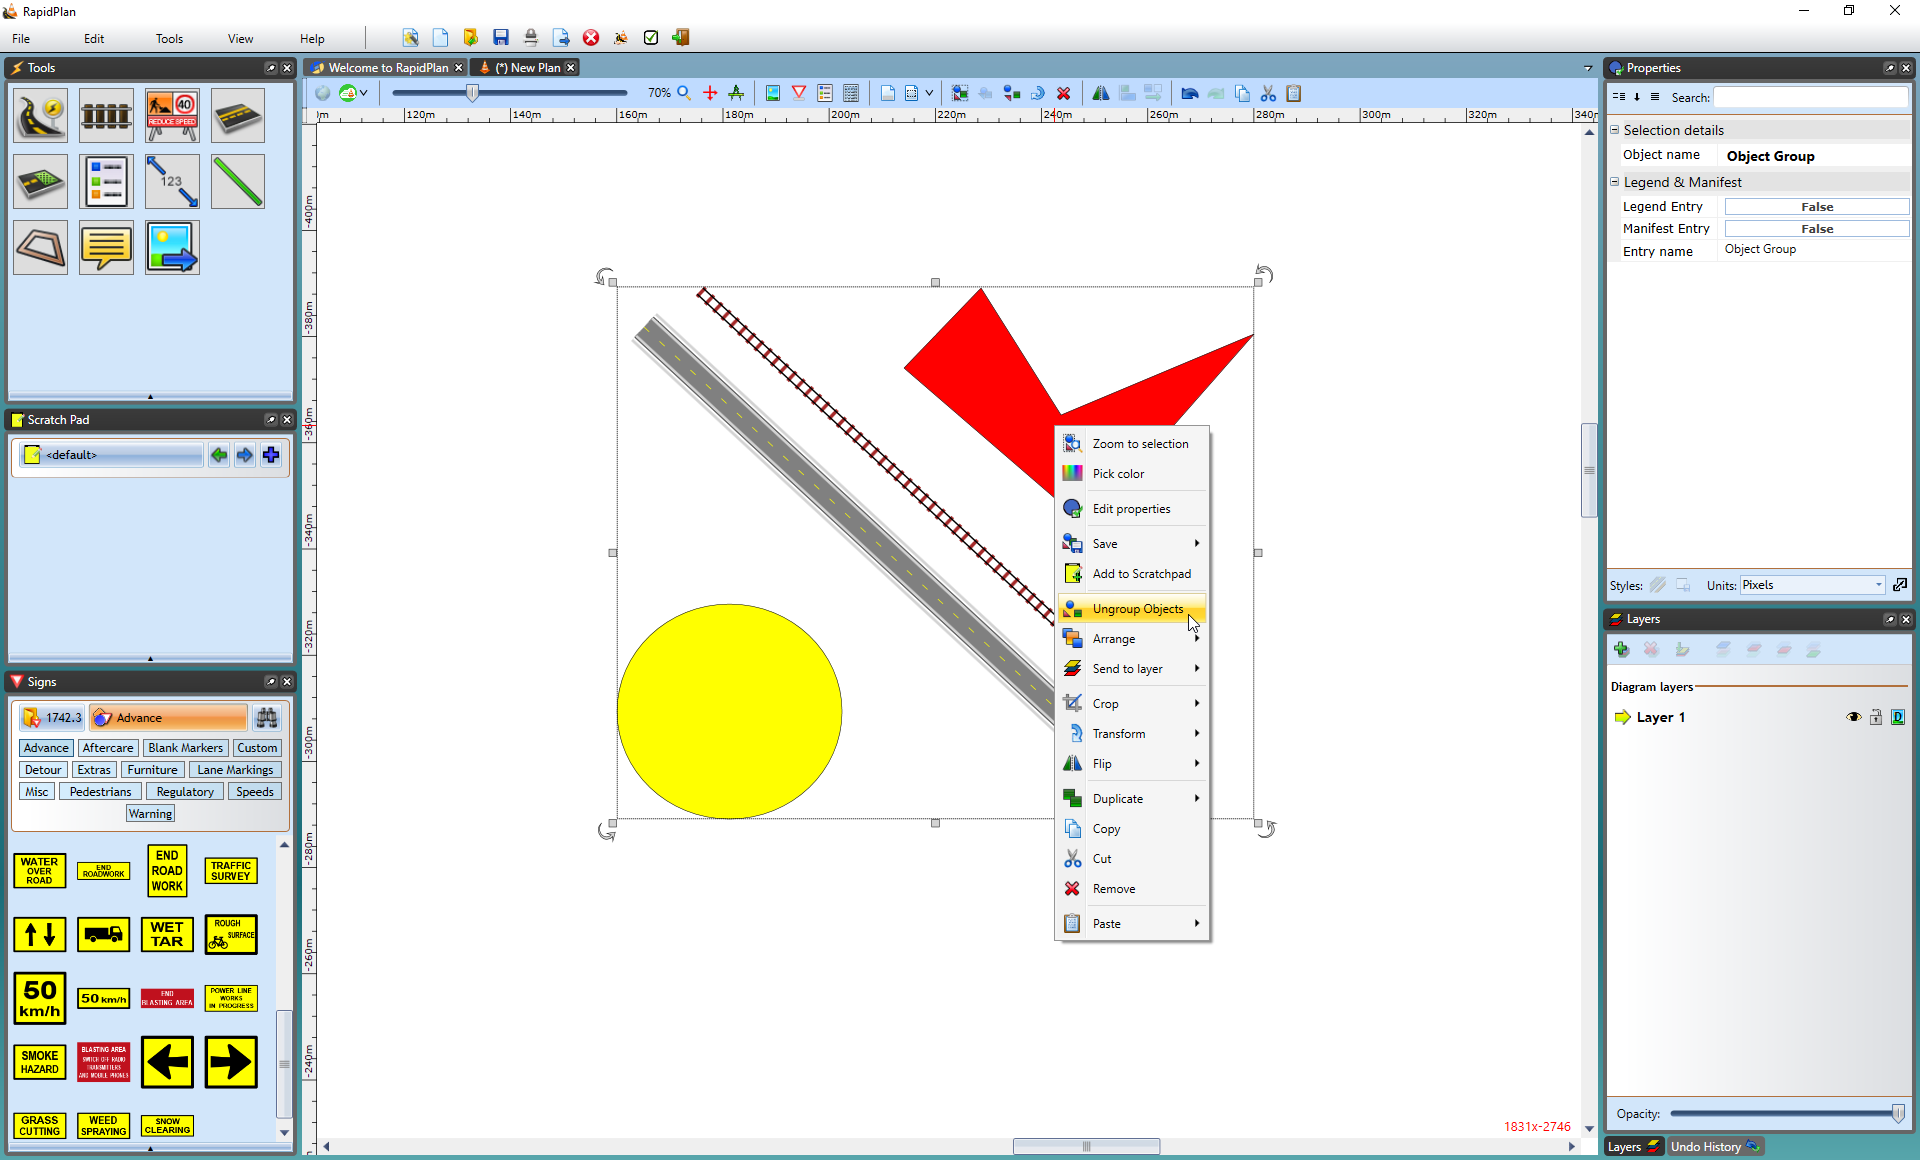 RapidPlan
File Edit Tools View Help
Tools
40
REDUCE SPEED
123
Scratch Pad
<default>
Signs
1742.3 Advance
Advance Aftercare Blank Markers Custom
Detour Extras Furniture Lane Markings
Misc Pedestrians Regulatory Speeds
Warning
WATER OVER ROAD
END ROADWORK
END ROAD WORK
TRAFFIC SURVEY
WET TAR
ROUGH SURFACE
50 km/h
50 km/h
END BLASTING AREA
POWER LINE WORKS IN PROGRESS
SMOKE HAZARD
BLASTING AREA SWITCH OFF RADIO TRANSMITTERS AND MOBILE PHONES
GRASS CUTTING
WEED SPRAYING
SNOW CLEARING
Welcome to RapidPlan (*) New Plan
70%
0m 120m 140m 160m 180m 200m 220m 240m 260m 280m 300m 320m 340m
-400m
-380m
-360m
-340m
-320m
-300m
-280m
-260m
-240m
Zoom to selection
Pick color
Edit properties
Save
Add to Scratchpad
Ungroup Objects
Arrange
Send to layer
Crop
Transform
Flip
Duplicate
Copy
Cut
Remove
Paste
1831x-2746
Properties
Search:
Selection details
Object name Object Group
Legend & Manifest
Legend Entry False
Manifest Entry False
Entry name Object Group
Styles: Units: Pixels
Layers
Diagram layers
Layer 1 D
Opacity:
Layers Undo History